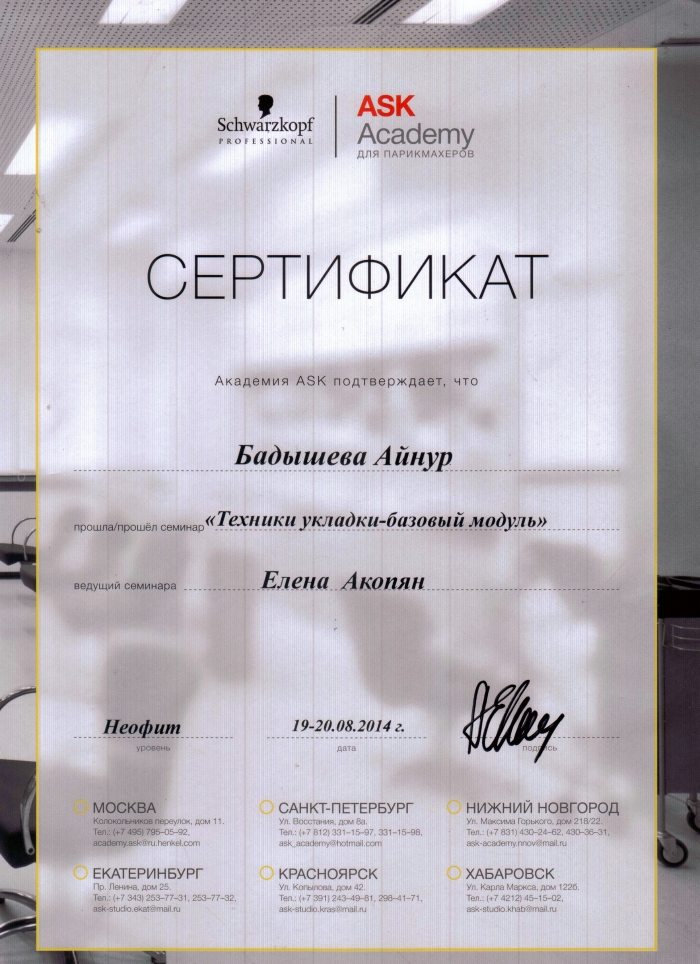 Schwarzkopf
PROFESSIONAL
ASK
Academy
ДЛЯ ПАРИКМАХЕРОВ
СЕРТИФИКАТ
Академия ASK подтверждает, что
Бадышева Айнур
прошла/прошёл семинар «Техники укладки-базовый модуль»
ведущий семинара Елена Акопян
Неофит 19-20.08.2014 г.
уровень дата подпись
МОСКВА
Колокольников переулок, дом 11.
Тел.: (+7 495) 795–05–92,
academy.ask@ru.henkel.com
САНКТ-ПЕТЕРБУРГ
Ул. Восстания, дом 8а.
Тел.: (+7 812) 331–15–97, 331–15–98,
ask_academy@hotmail.com
НИЖНИЙ НОВГОРОД
Ул. Максима Горького, дом 218/22.
Тел.: (+7 831) 430–24–62, 430–36–31,
ask-academy.nnov@mail.ru
ЕКАТЕРИНБУРГ
Пр. Ленина, дом 25.
Тел.: (+7 343) 253–77–31, 253–77–32,
ask-studio.ekat@mail.ru
КРАСНОЯРСК
Ул. Копылова, дом 42.
Тел.: (+7 391) 243–49–81, 298–41–71,
ask-studio.kras@mail.ru
ХАБАРОВСК
Ул. Карла Маркса, дом 122б.
Тел.: (+7 4212) 45–15–02,
ask-studio.khab@mail.ru